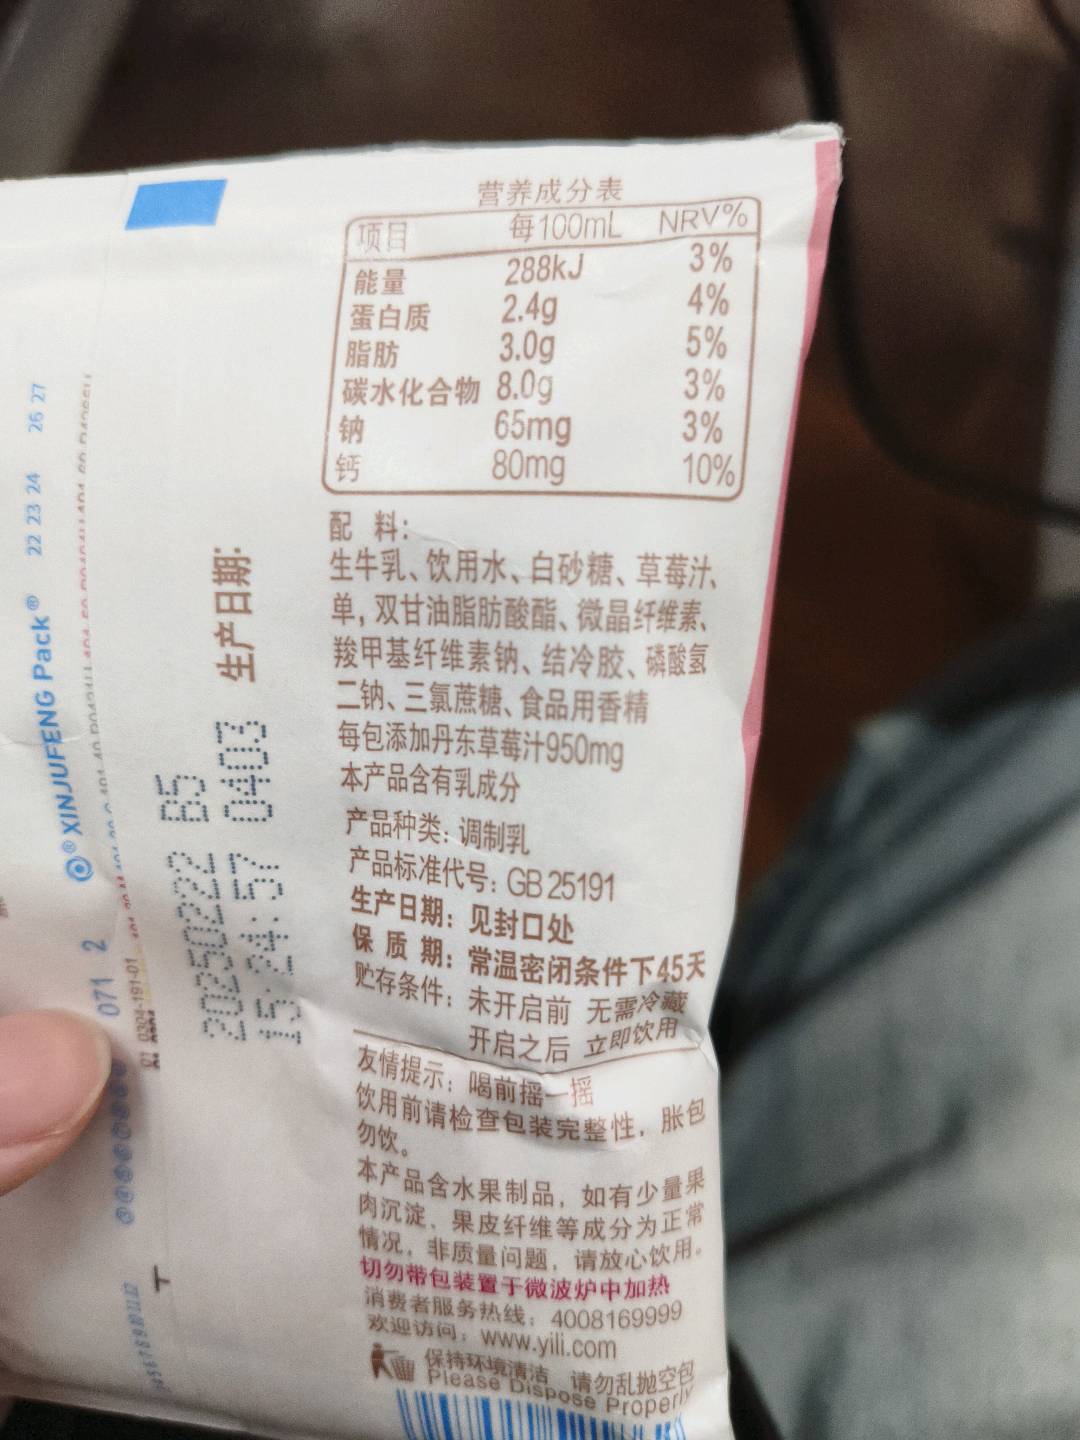 营养成分表
项目 每100mL NRV%
能量 288kJ 3%
蛋白质 2.4g 4%
脂肪 3.0g 5%
碳水化合物 8.0g 3%
钠 65mg 3%
钙 80mg 10%
配 料:
生牛乳、饮用水、白砂糖、草莓汁、
单,双甘油脂肪酸酯、微晶纤维素、
羧甲基纤维素钠、结冷胶、磷酸氢
二钠、三氯蔗糖、食品用香精
每包添加丹东草莓汁950mg
本产品含有乳成分
产品种类:调制乳
产品标准代号:GB 25191
生产日期:见封口处
保 质 期:常温密闭条件下45天
贮存条件:未开启前 无需冷藏
开启之后 立即饮用
友情提示:喝前摇一摇
饮用前请检查包装完整性,胀包
勿饮。
本产品含水果制品,如有少量果
肉沉淀、果皮纤维等成分为正常
情况,非质量问题,请放心饮用。
切勿带包装置于微波炉中加热
消费者服务热线:4008169999
欢迎访问:www.yili.com
保持环境清洁 请勿乱抛空包
Please Dispose Properly
生产日期:
20250222 B5
15:24:57 0403
071 2 XINJUFENG Pack® 22 23 24 26 27